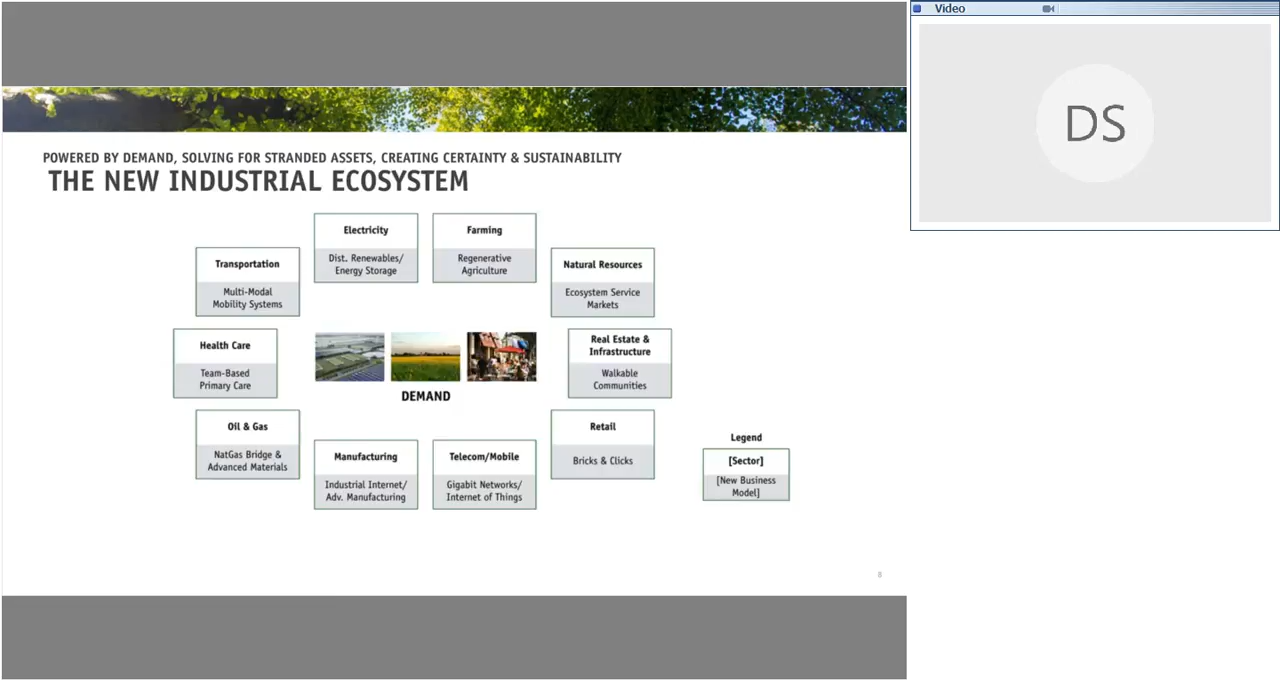 Video
DS
POWERED BY DEMAND, SOLVING FOR STRANDED ASSETS, CREATING CERTAINTY & SUSTAINABILITY
THE NEW INDUSTRIAL ECOSYSTEM
Electricity
Dist. Renewables/
Energy Storage
Farming
Regenerative
Agriculture
Transportation
Multi-Modal
Mobility Systems
Natural Resources
Ecosystem Service
Markets
Health Care
Team-Based
Primary Care
DEMAND
Real Estate &
Infrastructure
Walkable
Communities
Oil & Gas
NatGas Bridge &
Advanced Materials
Manufacturing
Industrial Internet/
Adv. Manufacturing
Telecom/Mobile
Gigabit Networks/
Internet of Things
Retail
Bricks & Clicks
Legend
[Sector]
[New Business
Model]
8